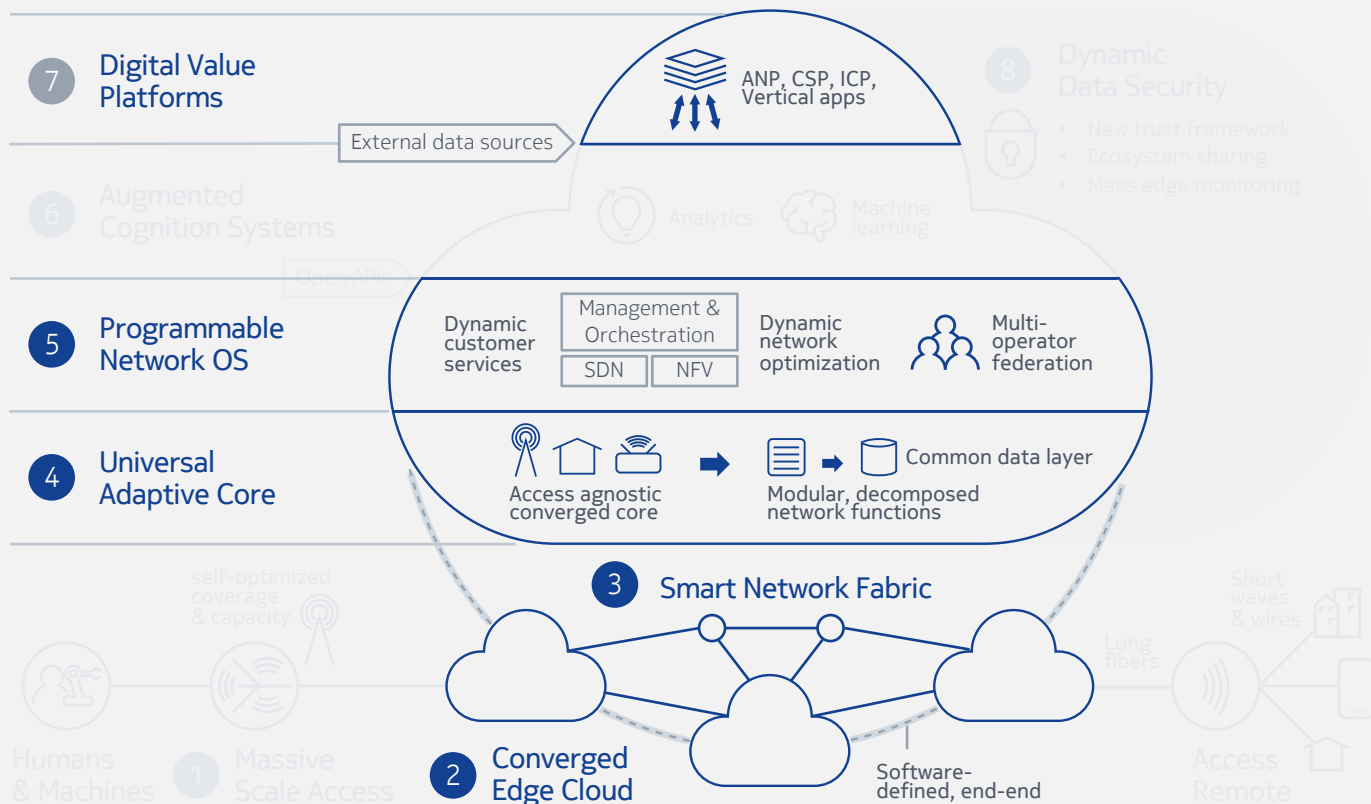 7
Digital Value
Platforms
ANP, CSP, ICP,
Vertical apps
8
Dynamic
Data Security
• New trust framework
• Ecosystem sharing
• Mass edge monitoring
External data sources
6
Augmented
Cognition Systems
Analytics
Machine
learning
Open APIs
5
Programmable
Network OS
Dynamic
customer
services
Management &
Orchestration
SDN
NFV
Dynamic
network
optimization
Multi-
operator
federation
4
Universal
Adaptive Core
Access agnostic
converged core
Modular, decomposed
network functions
Common data layer
3
Smart Network Fabric
self-optimized
coverage
& capacity
Short
waves
& wires
Long
fibers
...
Humans
& Machines
1
Massive
Scale Access
2
Converged
Edge Cloud
Software-
defined, end-end
Access
Remote